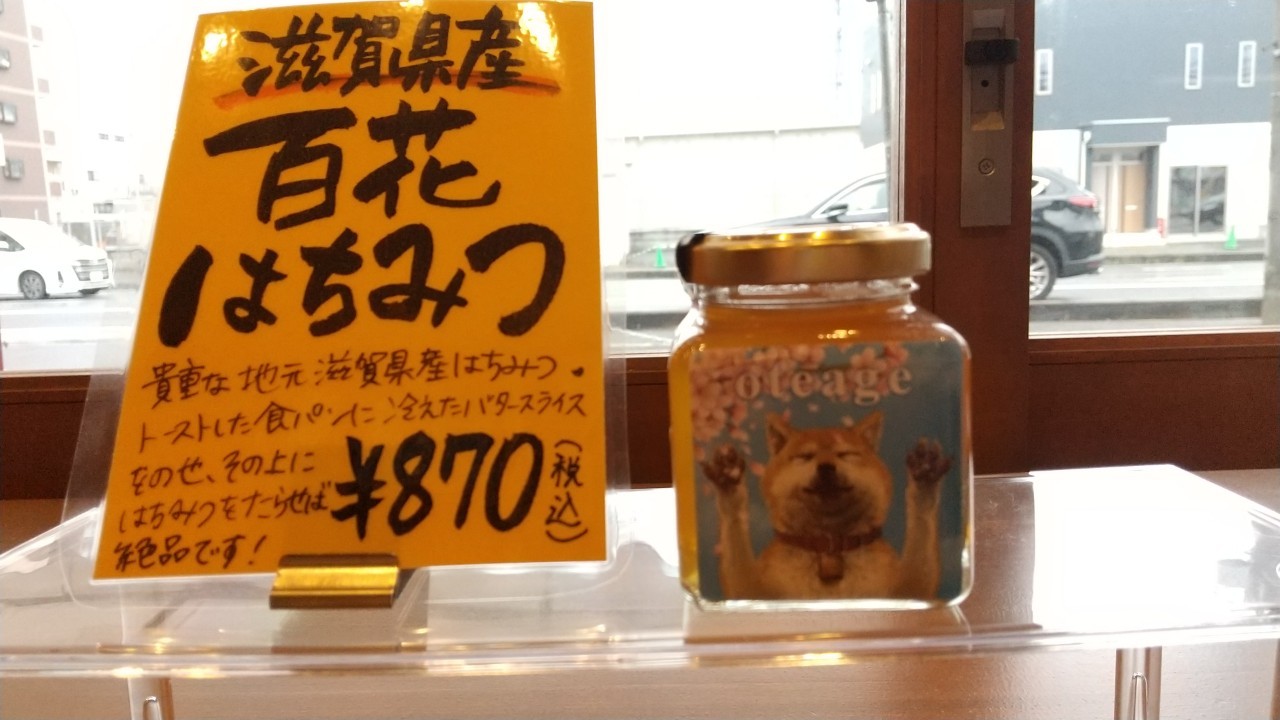 滋賀県産
百花
はちみつ
貴重な地元滋賀県産はちみつ。
トーストした食パンに冷えたバタースライス
をのせ、その上に
はちみつをたらせば
絶品です!
¥870
(税込)
oteage